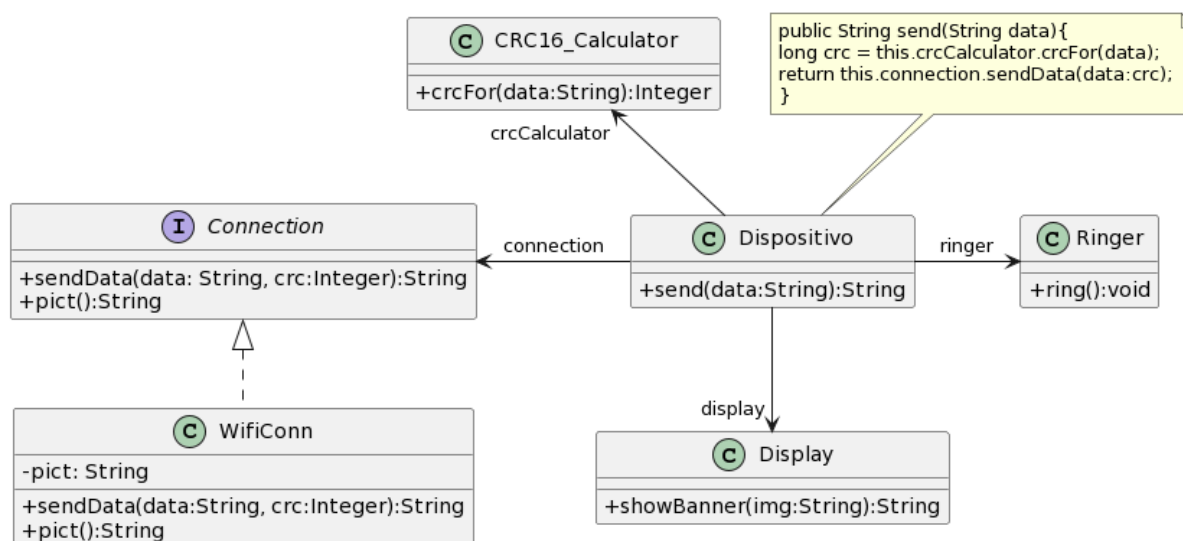 C CRC16_Calculator
+crcFor(data:String):Integer
public String send(String data){
long crc = this.crcCalculator.crcFor(data);
return this.connection.sendData(data:crc);
}
crcCalculator
I Connection
+sendData(data: String, crc:Integer):String
+pict():String
connection
C Dispositivo
+send(data:String):String
ringer
C Ringer
+ring():void
C WifiConn
-pict: String
+sendData(data:String, crc:Integer):String
+pict():String
display
C Display
+showBanner(img:String):String